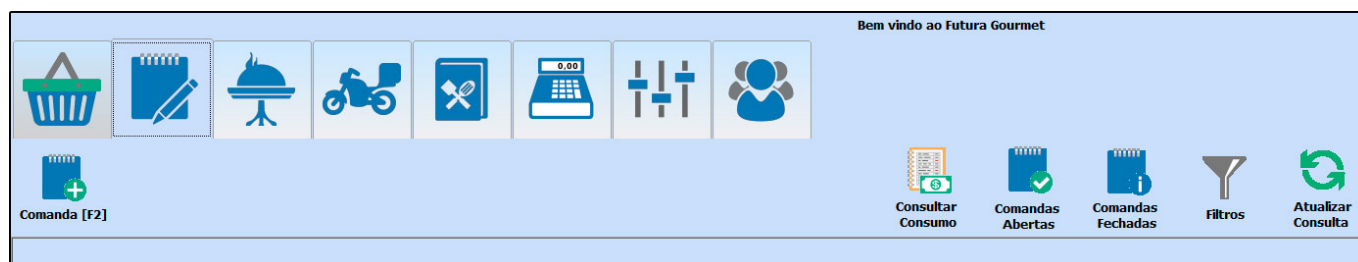 Bem vindo ao Futura Gourmet
0,00
Comanda [F2]
Consultar
Consumo
Comandas
Abertas
Comandas
Fechadas
Filtros
Atualizar
Consulta